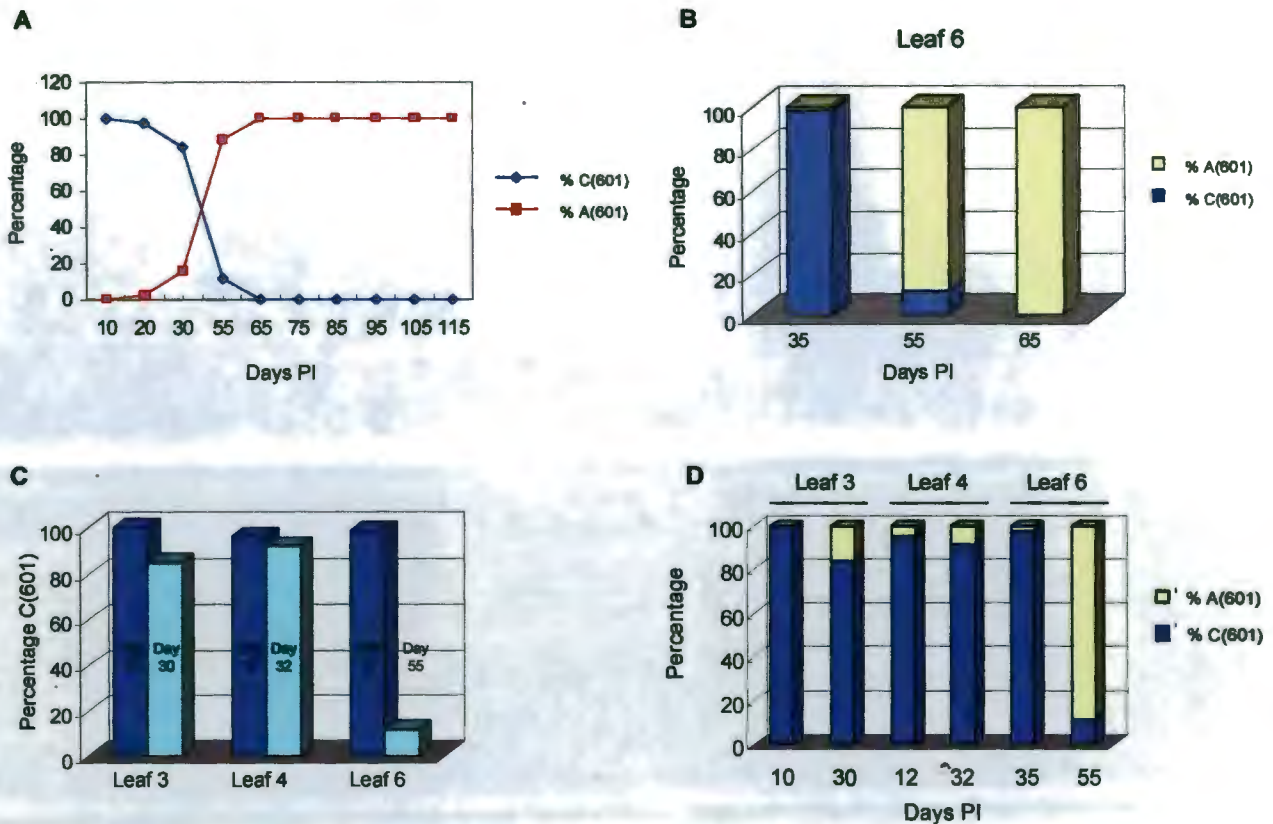 A
120
100
80
60
40
20
0
Percentage
10 20 30 55 65 75 85 95 105 115
Days PI
% C(601)
% A(601)
B
Leaf 6
100
80
60
40
20
0
Percentage
35 55 65
Days PI
% A(601)
% C(601)
C
100
80
60
40
20
0
Percentage C(601)
Day
30
Day
32
Day
55
Leaf 3 Leaf 4 Leaf 6
D
Leaf 3 Leaf 4 Leaf 6
100
80
60
40
20
0
Percentage
10 30 12 32 35 55
Days PI
% A(601)
% C(601)